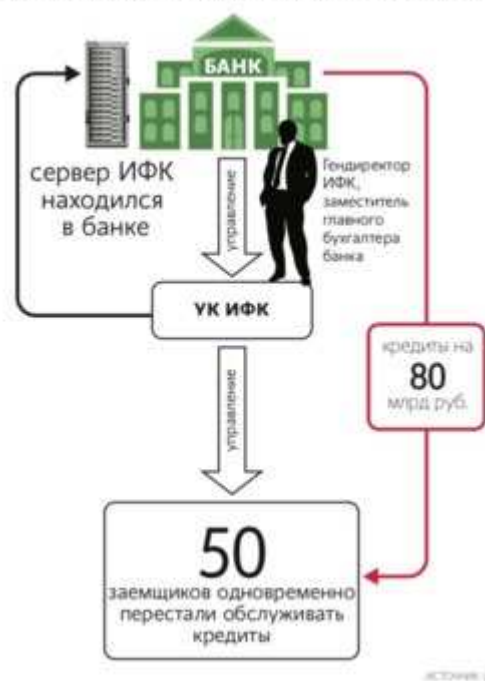 БАНК
сервер ИФК
находился
в банке
управление
Гендиректор
ИФК,
заместитель
главного
бухгалтера
банка
УК ИФК
кредиты на
80
млрд руб.
управление
50
заемщиков одновременно
перестали обслуживать
кредиты